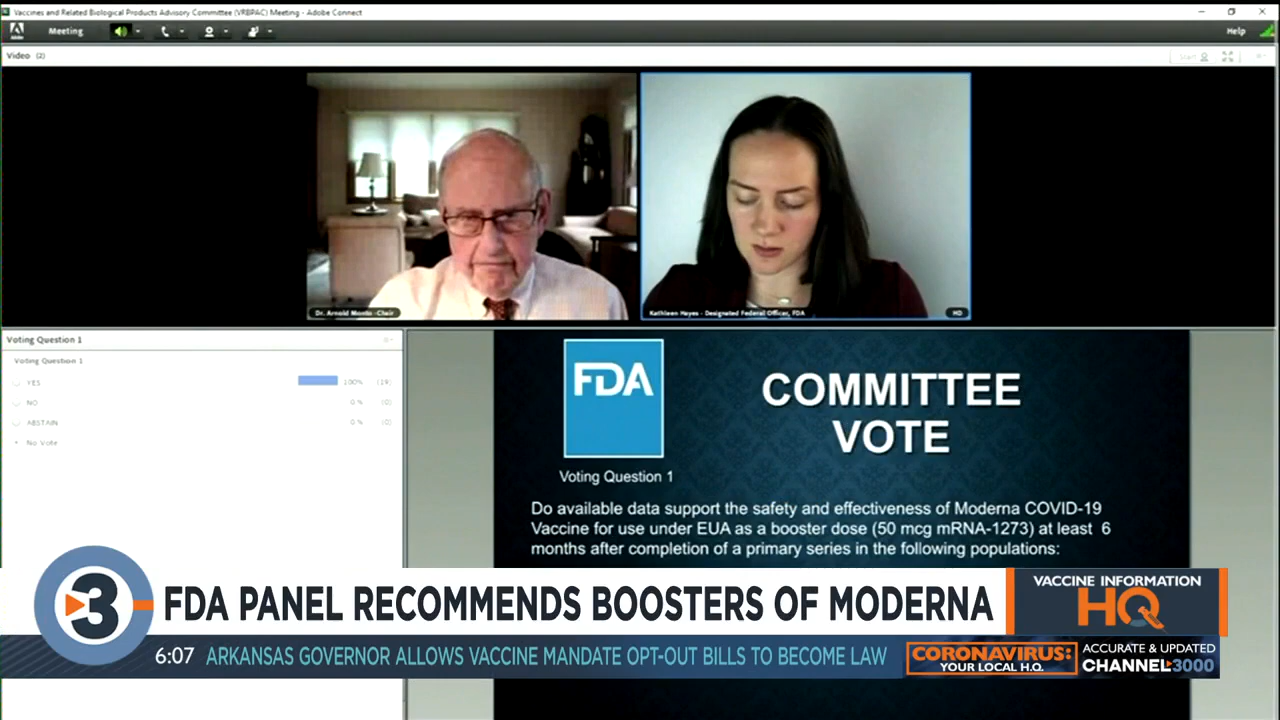 Vaccines and Related Biological Products Advisory Committee (VRBPAC) Meeting - Adobe Connect
Meeting
Help
Video (2)
Dr. Arnold Monto - Chair
Kathleen Hayes - Designated Federal Officer, FDA
HD
Voting Question 1
Voting Question 1
YES 100% (19)
NO 0% (0)
ABSTAIN 0% (0)
No Vote
FDA
Voting Question 1
COMMITTEE
VOTE
Do available data support the safety and effectiveness of Moderna COVID-19
Vaccine for use under EUA as a booster dose (50 mcg mRNA-1273) at least 6
months after completion of a primary series in the following populations:
3
FDA PANEL RECOMMENDS BOOSTERS OF MODERNA
VACCINE INFORMATION
HQ
6:07 ARKANSAS GOVERNOR ALLOWS VACCINE MANDATE OPT-OUT BILLS TO BECOME LAW
CORONAVIRUS:
YOUR LOCAL H.Q.
ACCURATE & UPDATED
CHANNEL3000